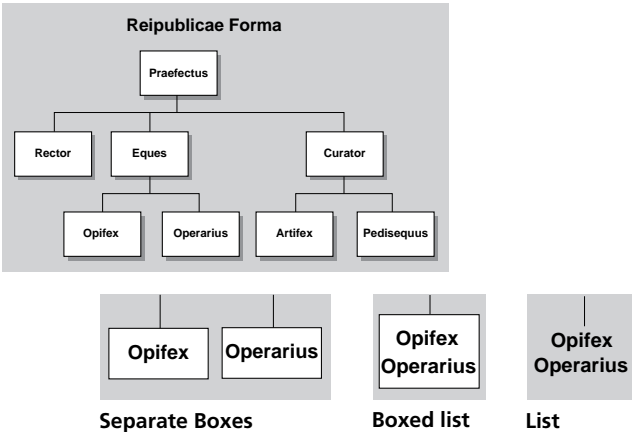 Reipublicae Forma
Praefectus
Rector Eques Curator
Opifex Operarius Artifex Pedisequus
Opifex Operarius
Opifex
Operarius
Opifex
Operarius
Separate Boxes Boxed list List